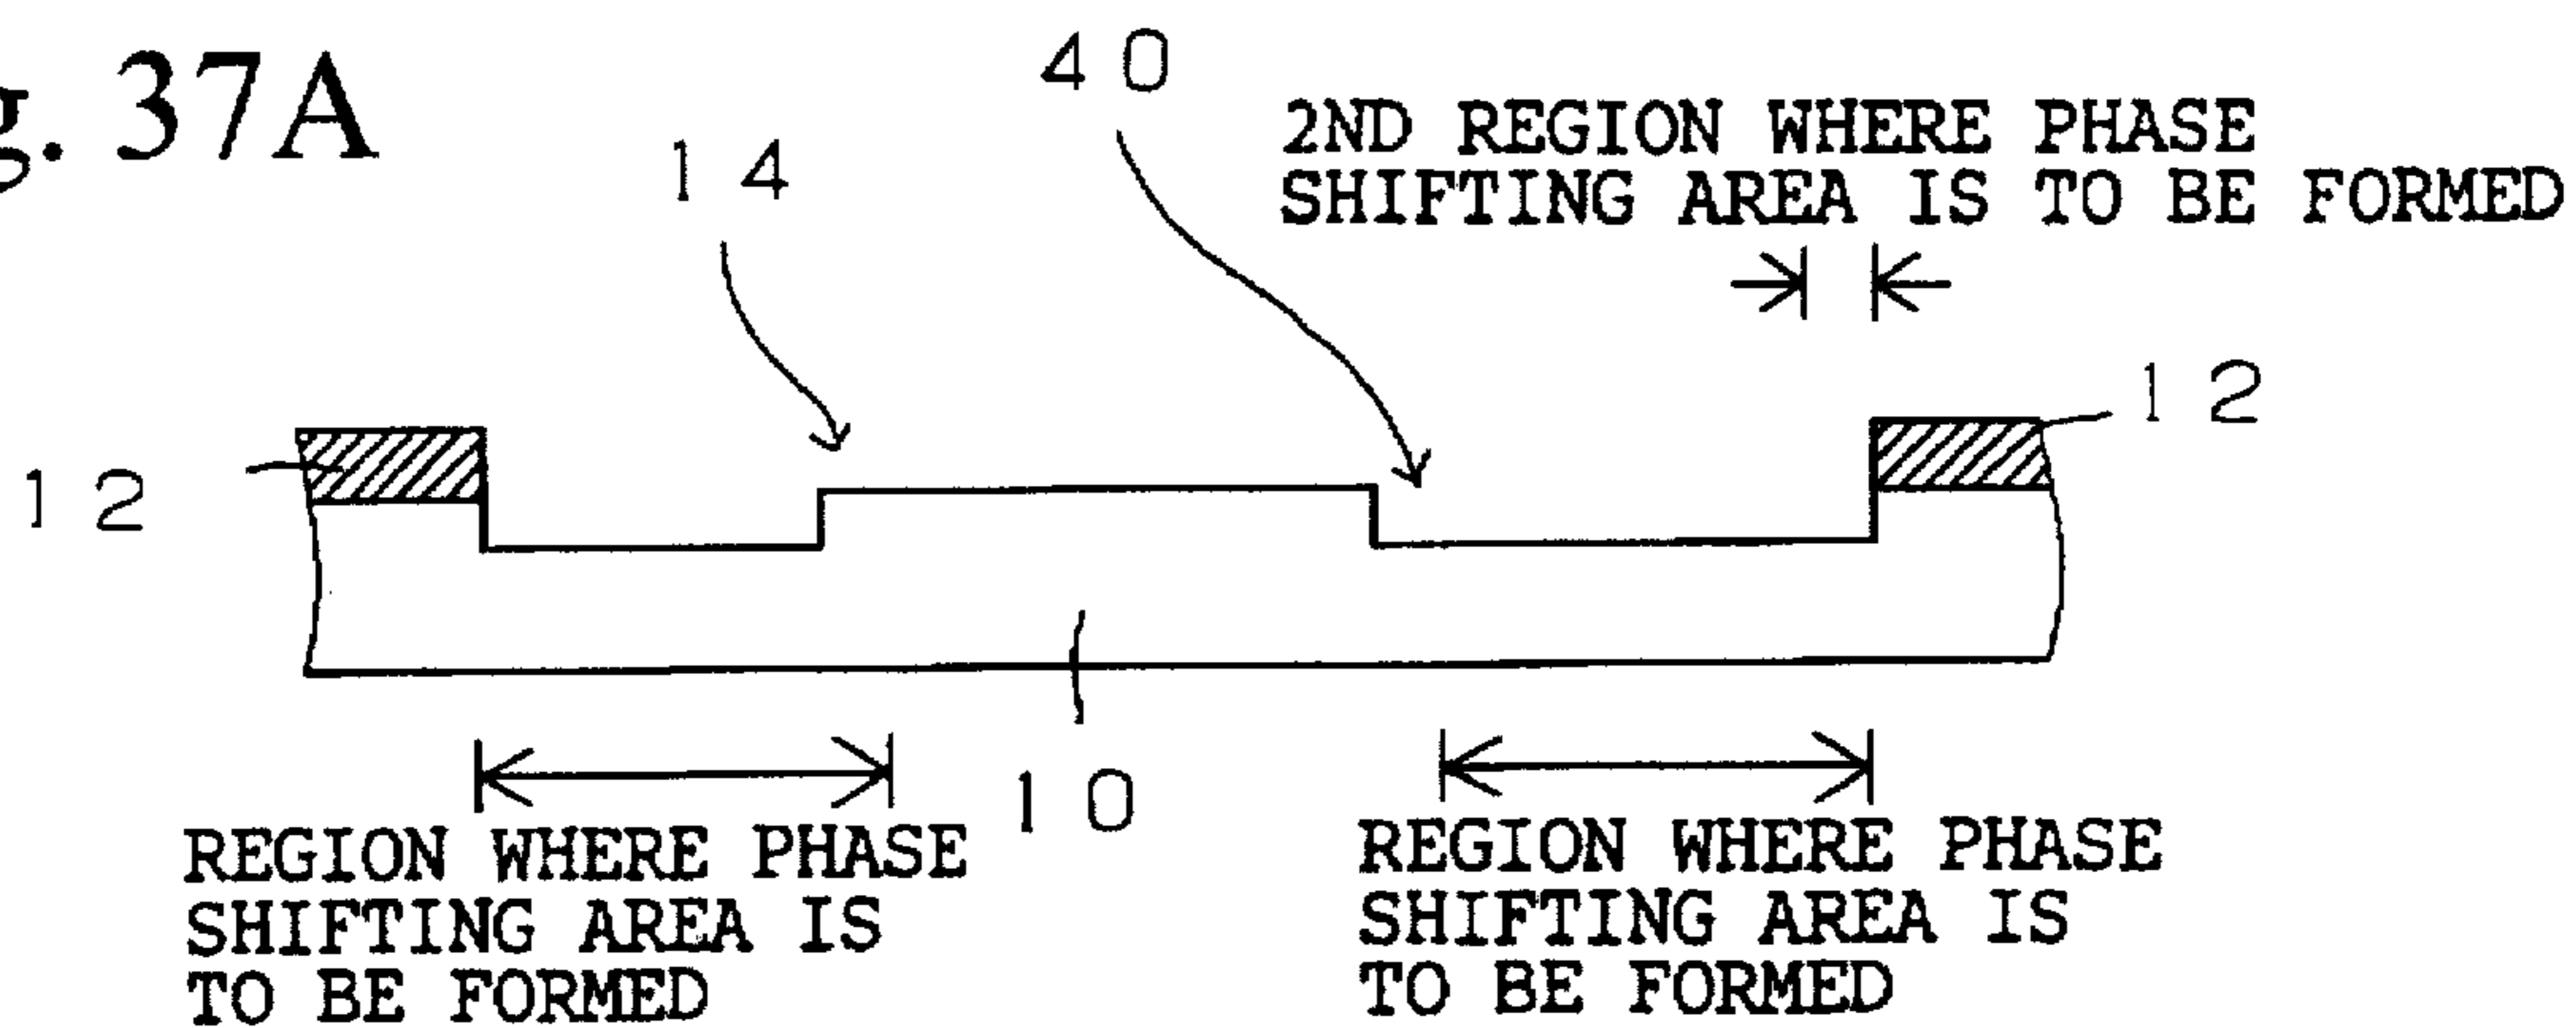 g. 37A
40
2ND REGION WHERE PHASE
SHIFTING AREA IS TO BE FORMED
14
12
12
10
REGION WHERE PHASE
SHIFTING AREA IS
TO BE FORMED
REGION WHERE PHASE
SHIFTING AREA IS
TO BE FORMED